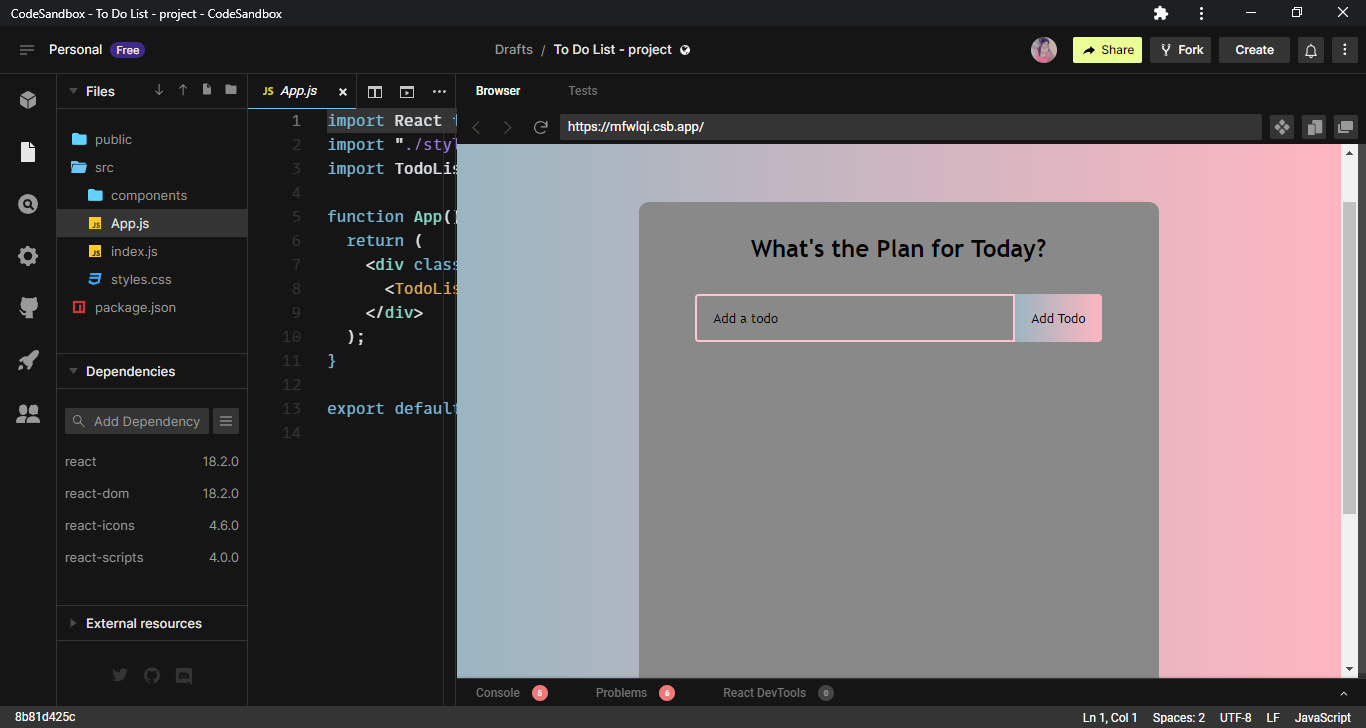 CodeSandbox - To Do List - project - CodeSandbox
Personal Free
Drafts / To Do List - project
Share
Fork
Create
Files
public
src
components
App.js
index.js
styles.css
package.json
Dependencies
Add Dependency
react 18.2.0
react-dom 18.2.0
react-icons 4.6.0
react-scripts 4.0.0
External resources
JS App.js
1 import React f
2 import "./sty
3 import TodoLis
4
5 function App()
6 return (
7 <div class
8 <TodoLis
9 </div>
10 );
11 }
12
13 export default
14
Browser Tests
https://mfwlqi.csb.app/
What's the Plan for Today?
Add a todo Add Todo
Console 5 Problems 6 React DevTools 0
8b81d425c
Ln 1, Col 1 Spaces: 2 UTF-8 LF JavaScript